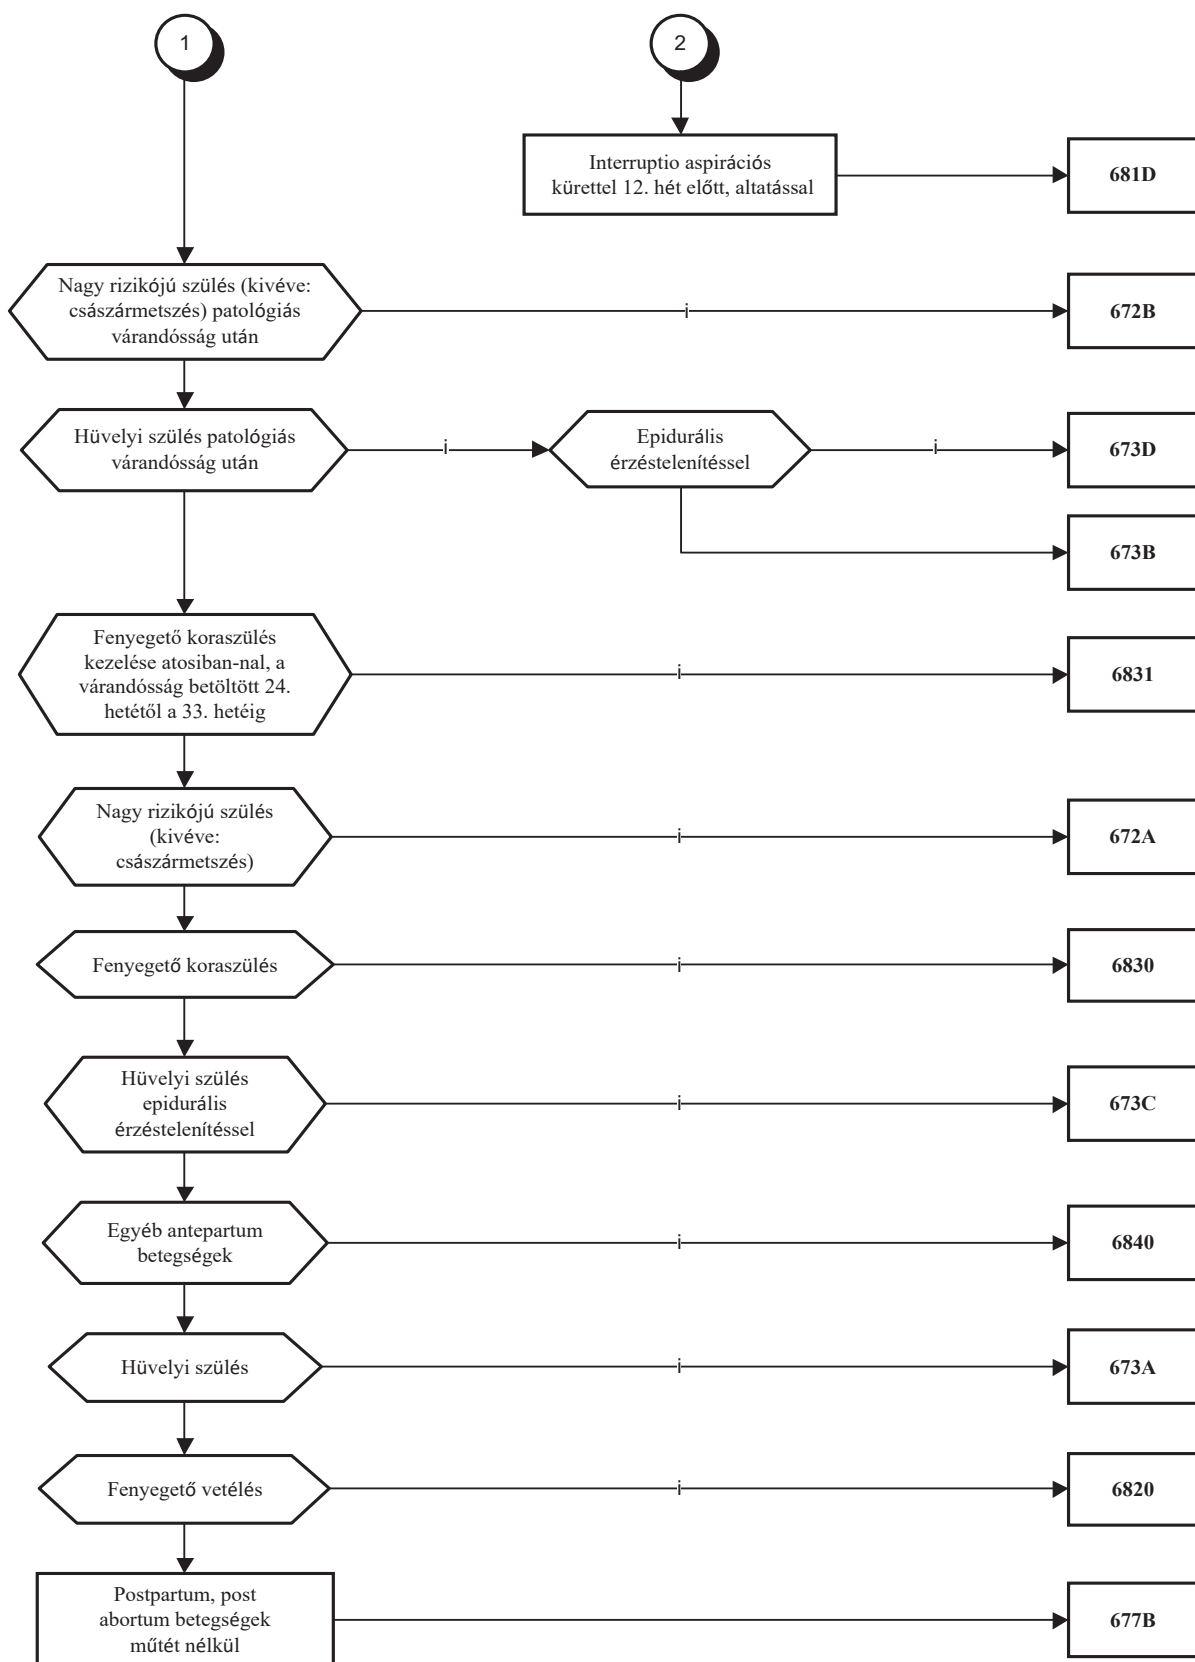 1
2
Interruptio aspirációs
kürettel 12. hét előtt, altatással
681D
Nagy rizikójú szülés (kivéve:
császármetszés) patológiás
várandósság után
i
672B
Hüvelyi szülés patológiás
várandósság után
i
Epidurális
érzéstelenítéssel
i
673D
673B
Fenyegető koraszülés
kezelése atosiban-nal, a
várandósság betöltött 24.
hetétől a 33. hetéig
i
6831
Nagy rizikójú szülés
(kivéve:
császármetszés)
i
672A
Fenyegető koraszülés
i
6830
Hüvelyi szülés
epidurális
érzéstelenítéssel
i
673C
Egyéb antepartum
betegségek
i
6840
Hüvelyi szülés
i
673A
Fenyegető vetélés
i
6820
Postpartum, post
abortum betegségek
műtét nélkül
677B